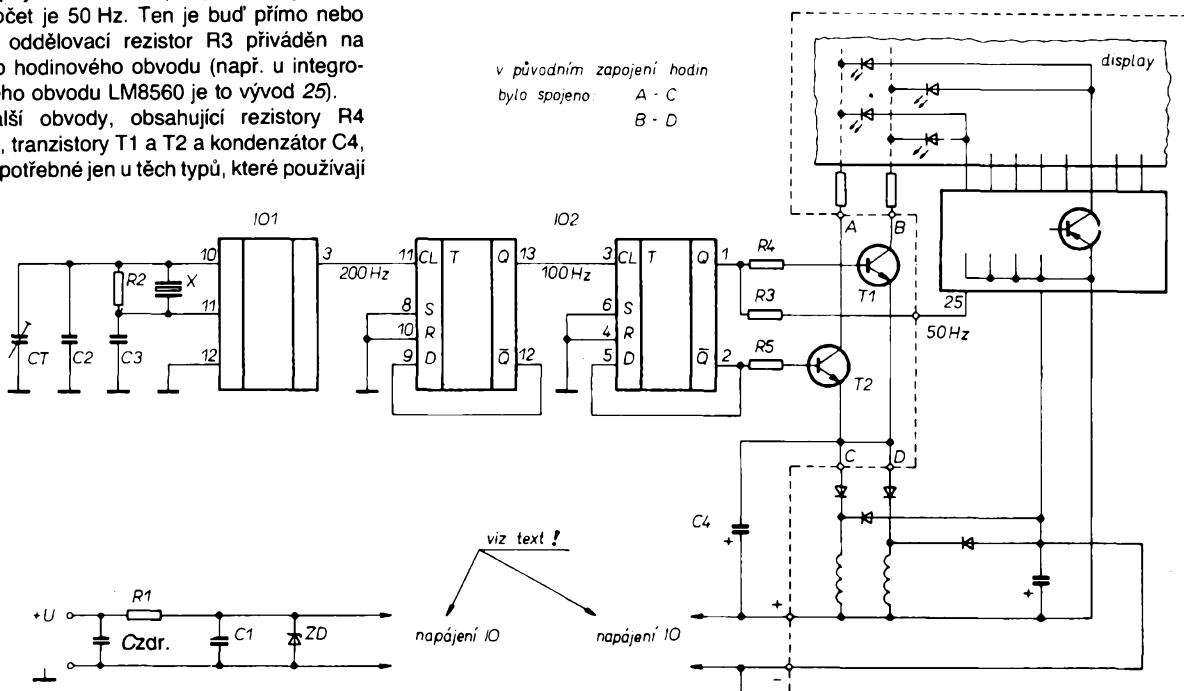 očet je 50 Hz. Ten je buď přímo nebo
oddělovací rezistor R3 přiváděn na
o hodinového obvodu (např. u integro-
ého obvodu LM8560 je to vývod 25).
alší obvody, obsahující rezistory R4
, tranzistory T1 a T2 a kondenzátor C4,
potřebné jen u těch typů, které používají
v původním zapojení hodin
bylo spojeno: A - C
B - D
display
IO1
IO2
10
3
200 Hz
11
CL
T
Q
13
100 Hz
3
CL
T
Q
1
R4
R2
X
11
8
S
6
S
R3
T1
A
B
25
50 Hz
10
R
4
R
CT
C2
C3
12
9
D
Q
12
5
D
Q
2
R5
T2
C
D
C4
+
viz text !
+U
R1
Czdr.
C1
ZD
napájení IO
napájení IO
+
+
-